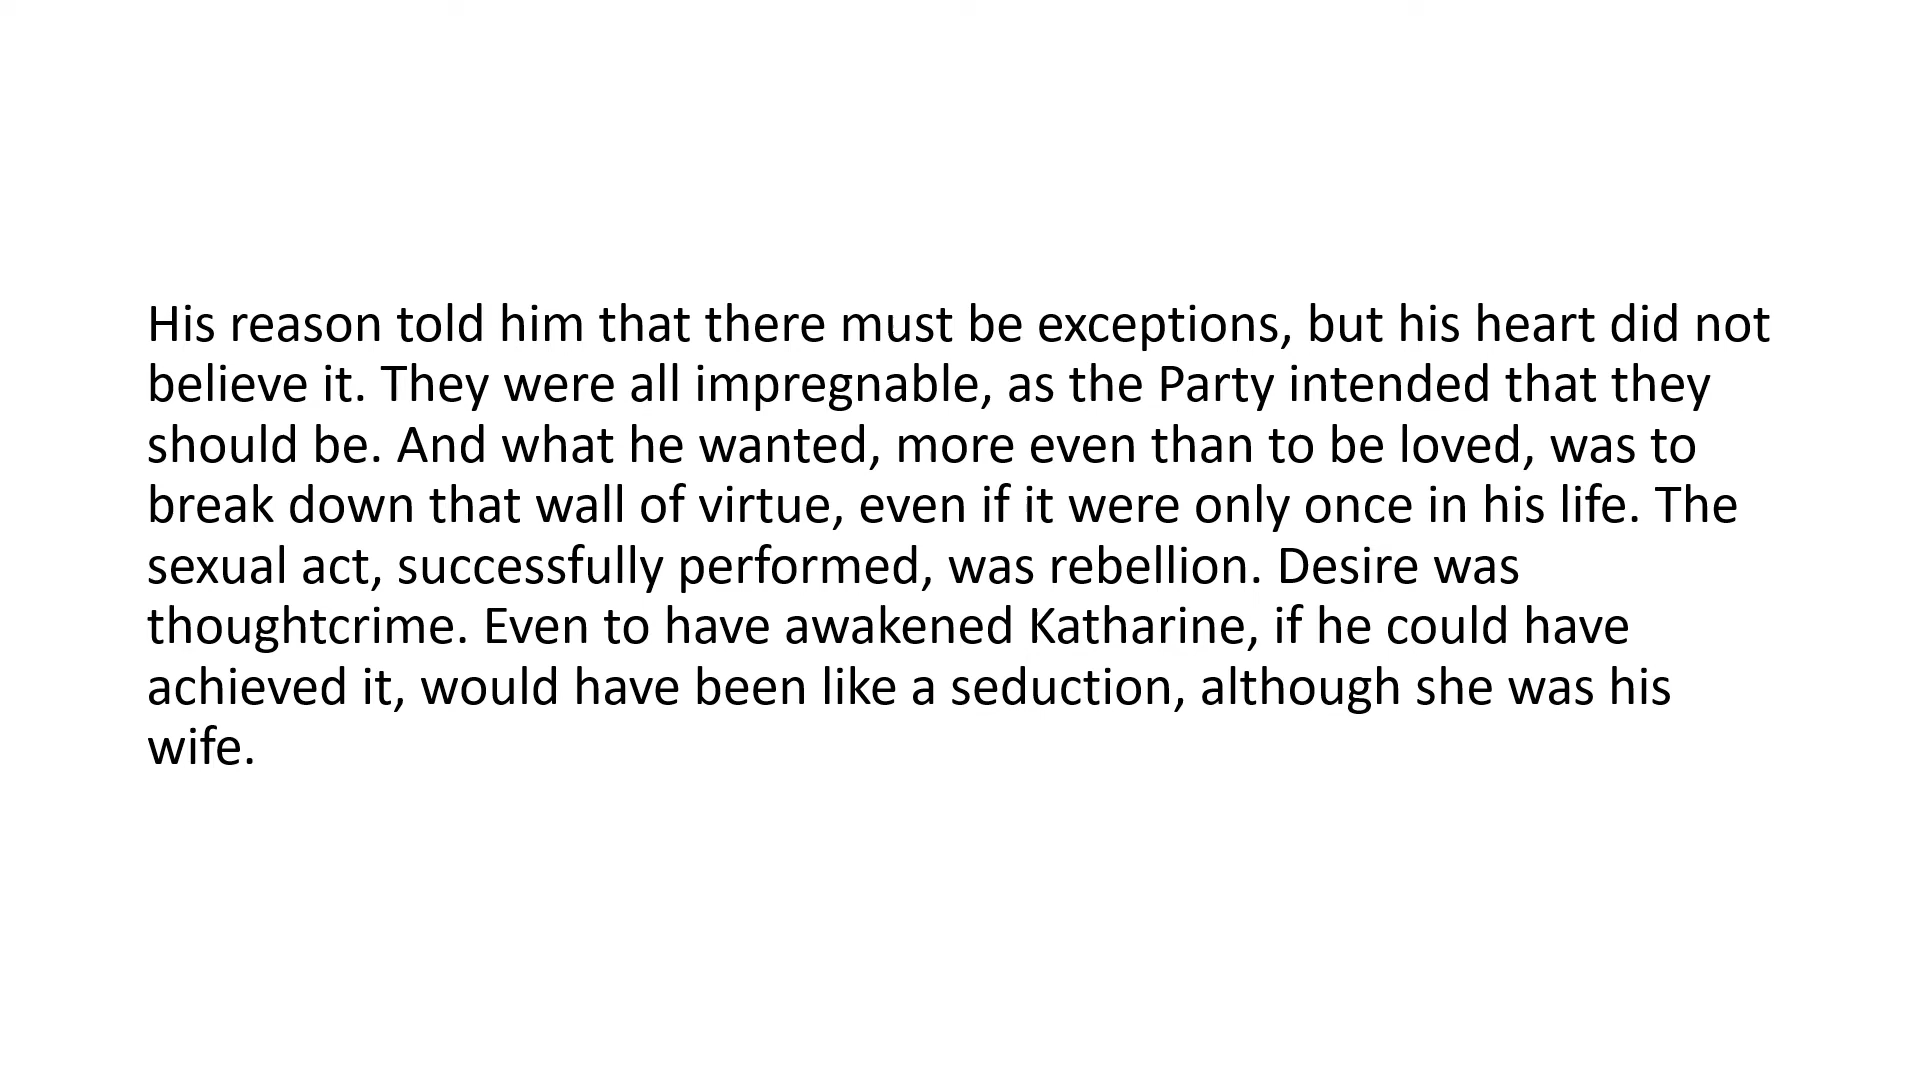 His reason told him that there must be exceptions, but his heart did not
believe it. They were all impregnable, as the Party intended that they
should be. And what he wanted, more even than to be loved, was to
break down that wall of virtue, even if it were only once in his life. The
sexual act, successfully performed, was rebellion. Desire was
thoughtcrime. Even to have awakened Katharine, if he could have
achieved it, would have been like a seduction, although she was his
wife.